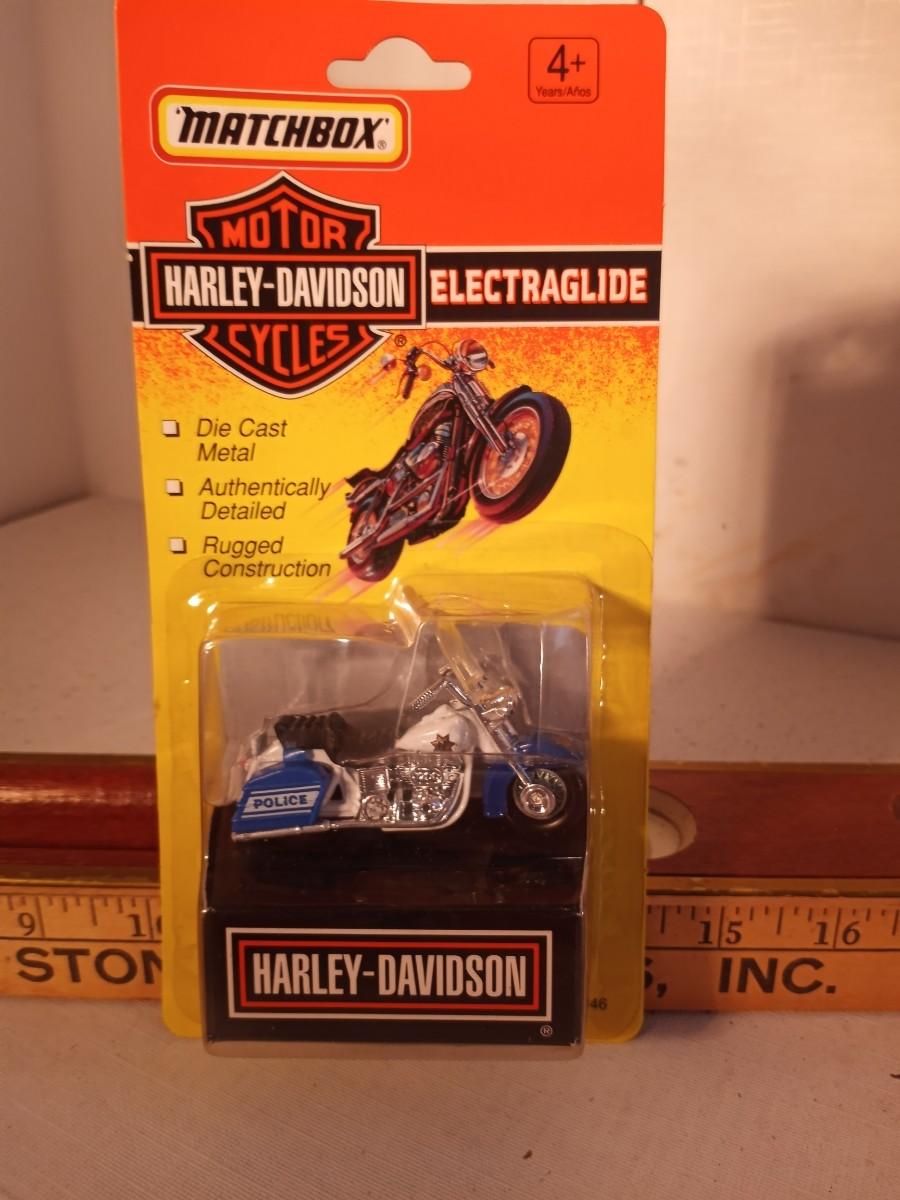 4+
Years/Años
'MATCHBOX'®
MOTOR
HARLEY-DAVIDSON
CYCLES
®
ELECTRAGLIDE
Die Cast
Metal
Authentically
Detailed
Rugged
Construction
POLICE
HARLEY-DAVIDSON
®
46
9
15
16
INC.